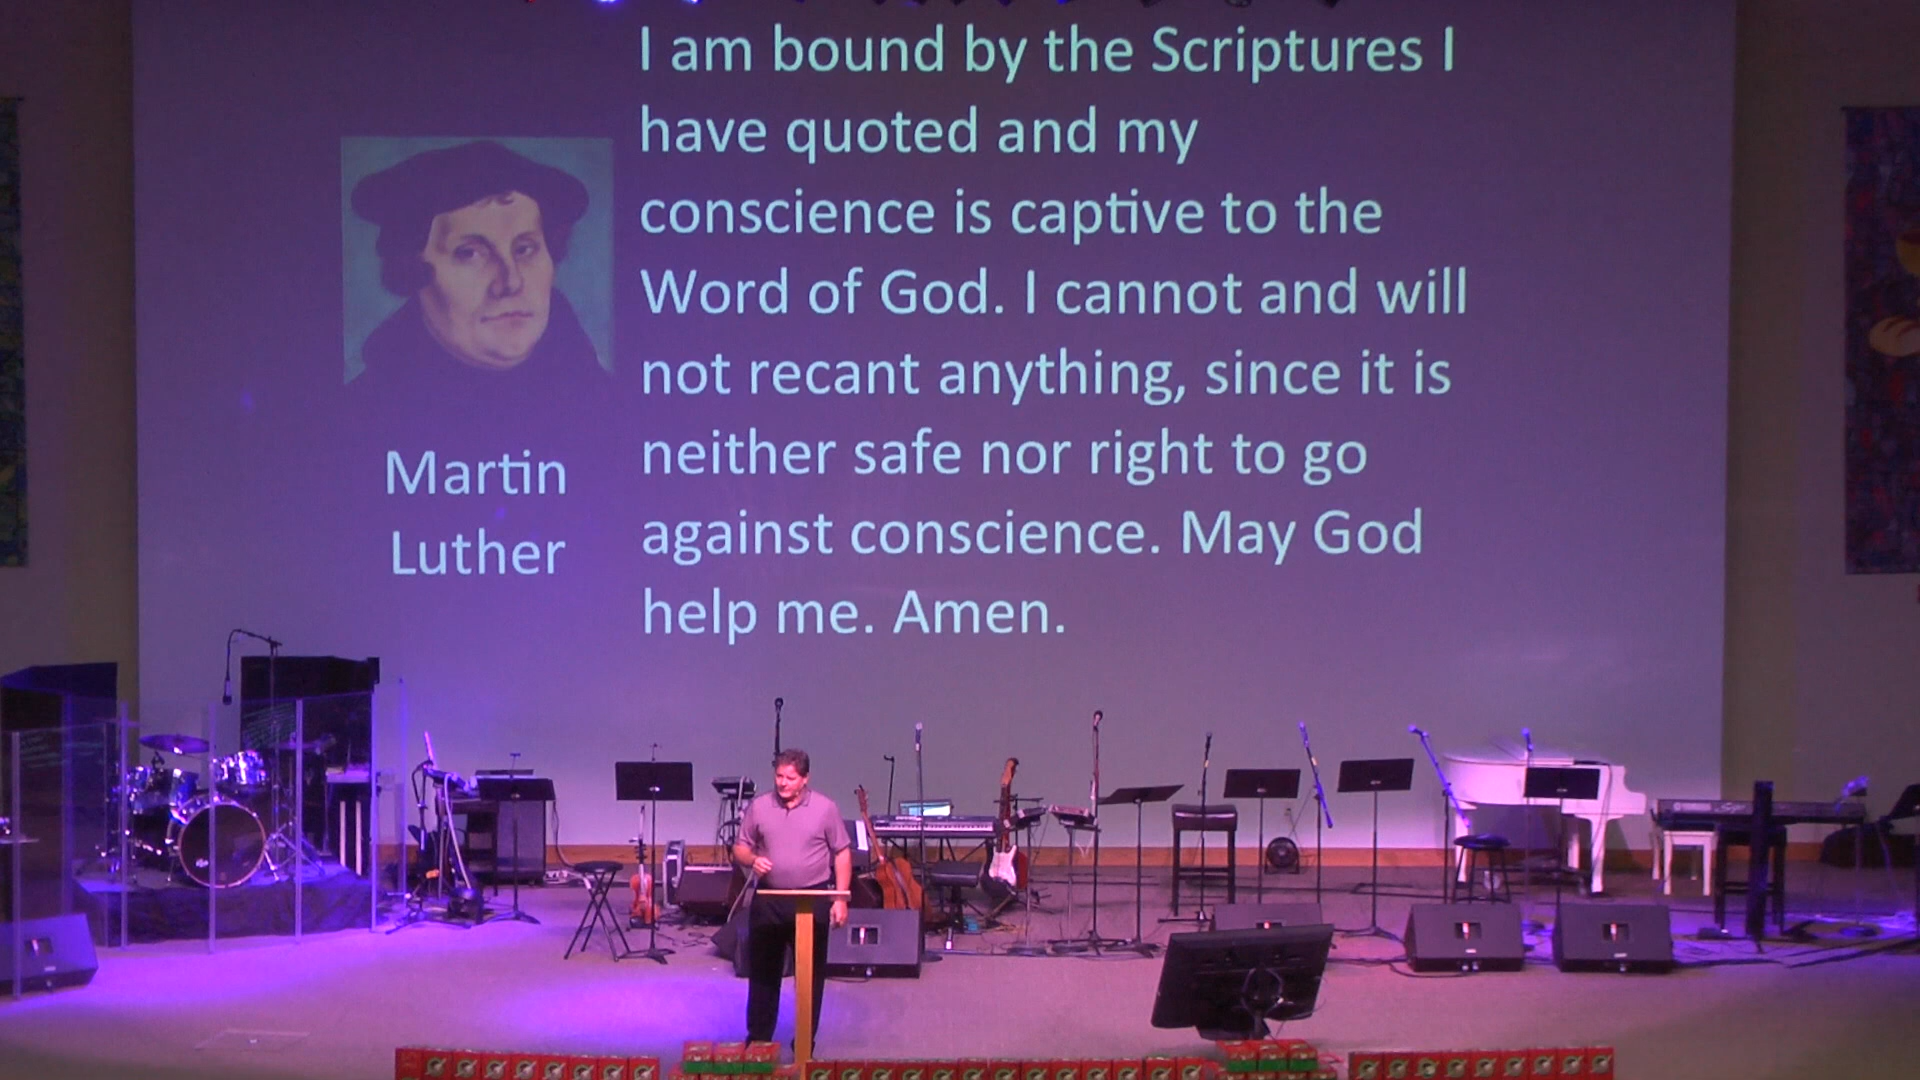 I am bound by the Scriptures I
have quoted and my
conscience is captive to the
Word of God. I cannot and will
not recant anything, since it is
neither safe nor right to go
against conscience. May God
help me. Amen.
Martin
Luther